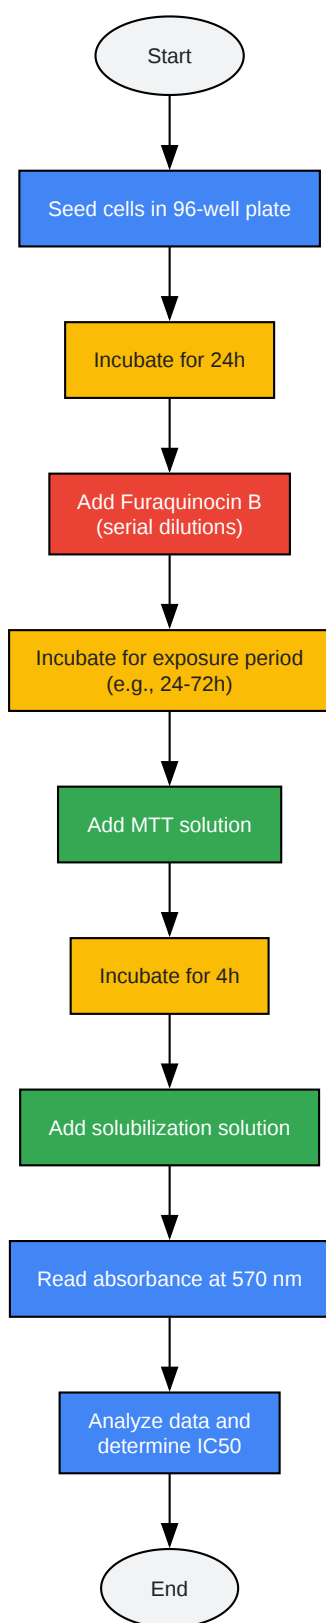 Start
Seed cells in 96-well plate
Incubate for 24h
Add Furaquinocin B
(serial dilutions)
Incubate for exposure period
(e.g., 24-72h)
Add MTT solution
Incubate for 4h
Add solubilization solution
Read absorbance at 570 nm
Analyze data and
determine IC50
End